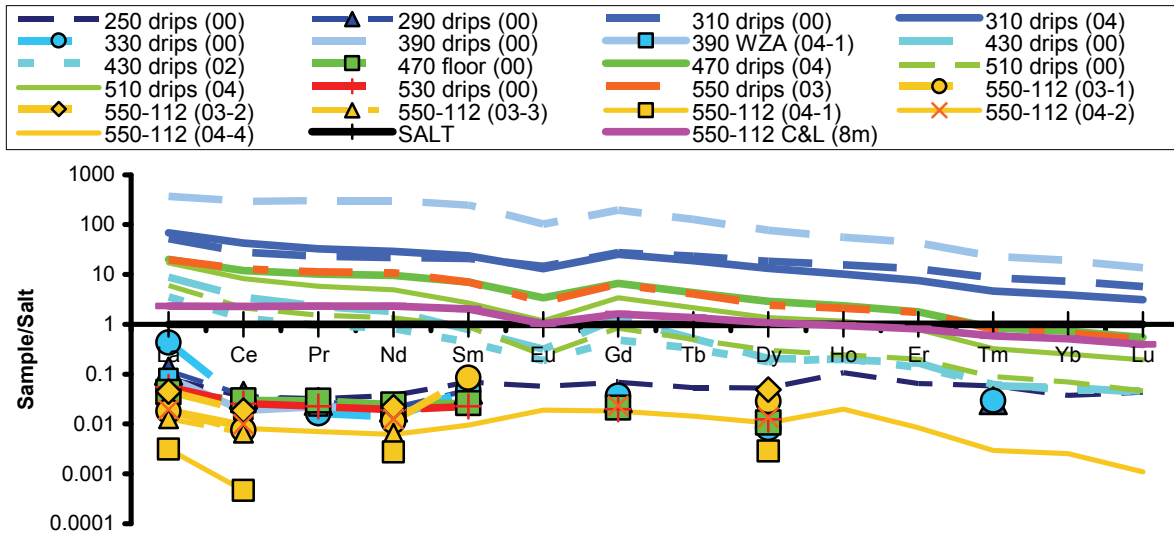 250 drips (00) 290 drips (00) 310 drips (00) 310 drips (04)
330 drips (00) 390 drips (00) 390 WZA (04-1) 430 drips (00)
430 drips (02) 470 floor (00) 470 drips (04) 510 drips (00)
510 drips (04) 530 drips (00) 550 drips (03) 550-112 (03-1)
550-112 (03-2) 550-112 (03-3) 550-112 (04-1) 550-112 (04-2)
550-112 (04-4) SALT 550-112 C&L (8m)
Sample/Salt
1000
100
10
1
0.1
0.01
0.001
0.0001
La Ce Pr Nd Sm Eu Gd Tb Dy Ho Er Tm Yb Lu